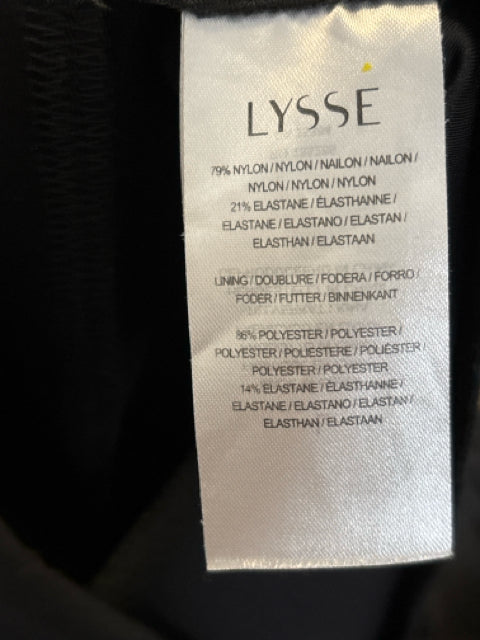 LYSSÉ
79% NYLON / NYLON / NAILON / NAILON /
NYLON / NYLON / NYLON
21% ELASTANE / ÉLASTHANNE /
ELASTANE / ELASTANO / ELASTAN /
ELASTHAN / ELASTAAN
LINING / DOUBLURE / FODERA / FORRO /
FODER / FUTTER / BINNENKANT
86% POLYESTER / POLYESTER /
POLYESTER / POLIESTERE / POLIÉSTER /
POLYESTER / POLYESTER
14% ELASTANE / ÉLASTHANNE /
ELASTANE / ELASTANO / ELASTAN /
ELASTHAN / ELASTAAN